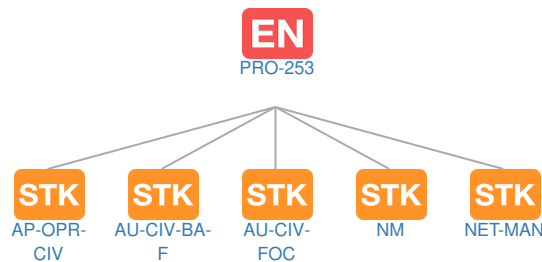 EN
PRO-253
STK STK STK STK STK
AP-OPR- AU-CIV-BA- AU-CIV- NM NET-MAN
CIV F FOC